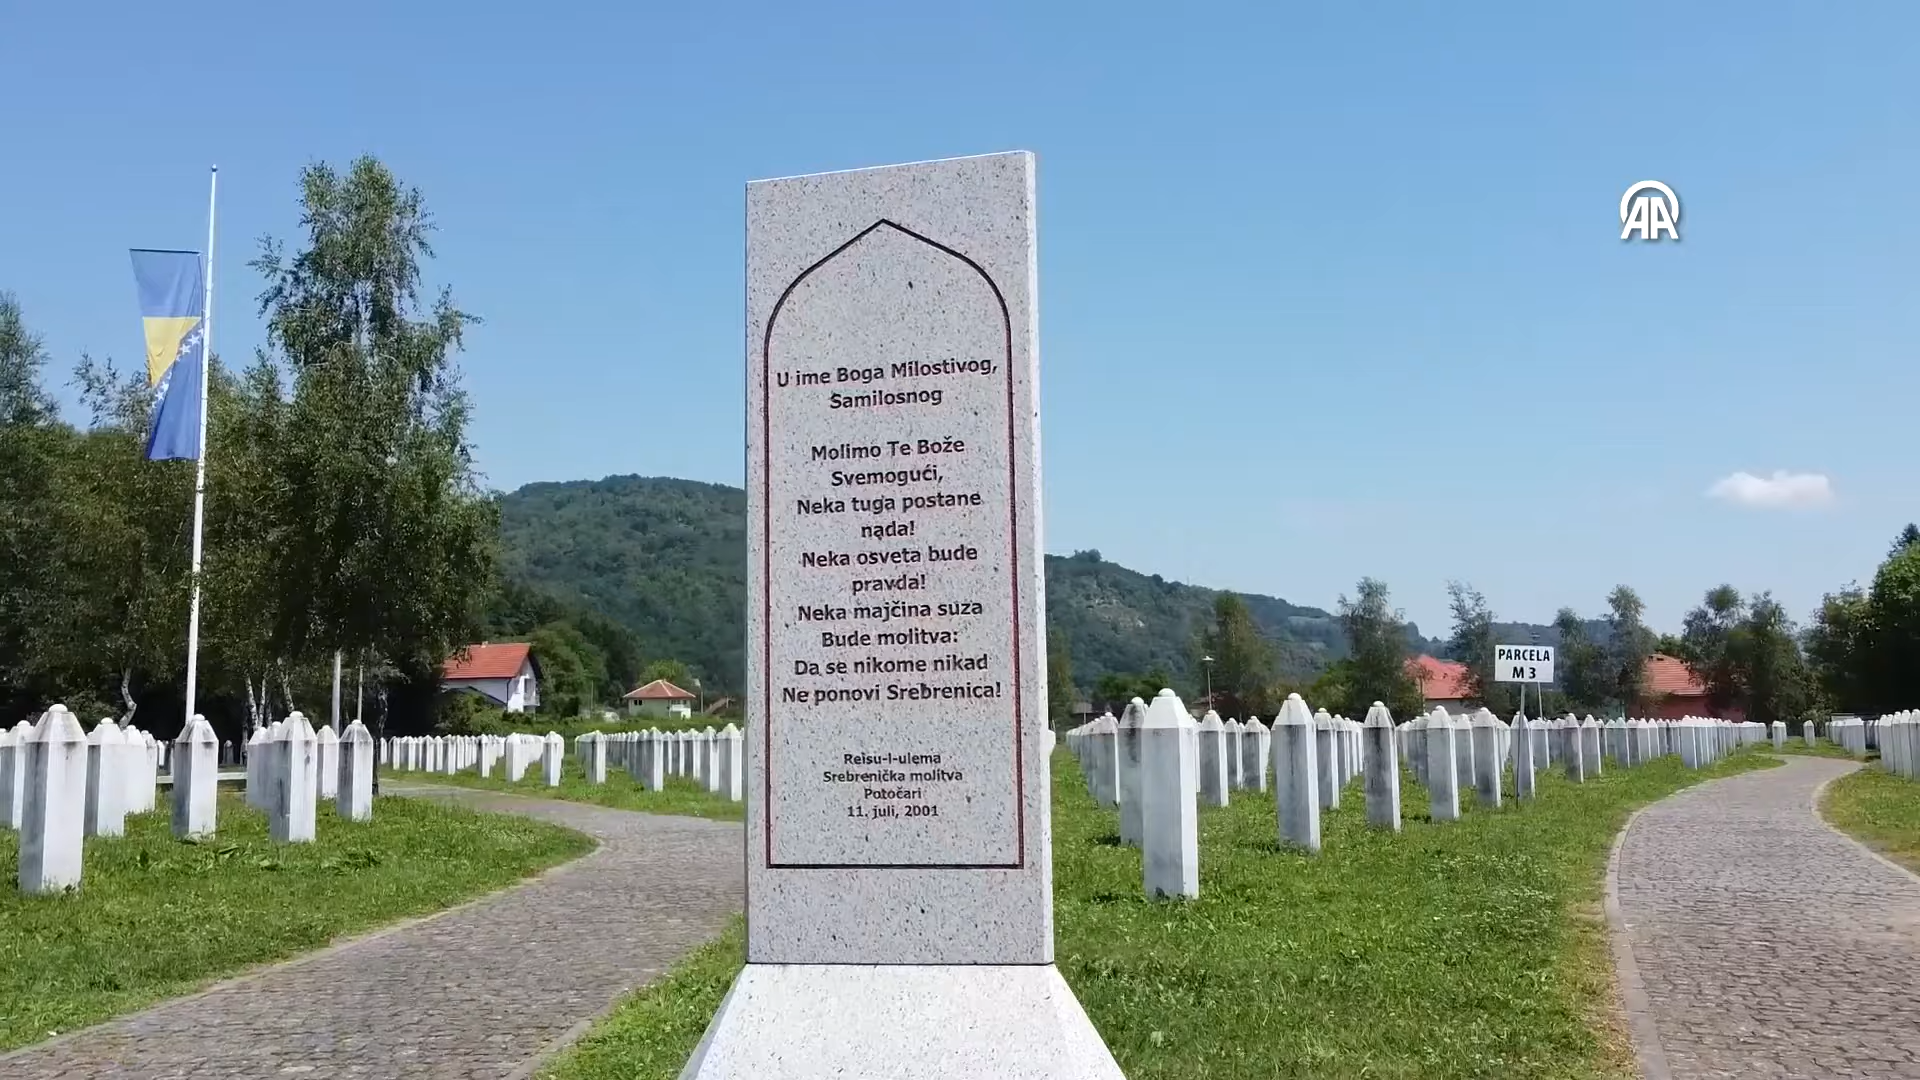 AA
U ime Boga Milostivog,
Samilosnog
Molimo Te Bože
Svemogući,
Neka tuga postane
nada!
Neka osveta bude
pravda!
Neka majčina suza
Bude molitva:
Da se nikome nikad
Ne ponovi Srebrenica!
Reisu-l-ulema
Srebrenička molitva
Potočari
11. juli, 2001
PARCELA
M 3